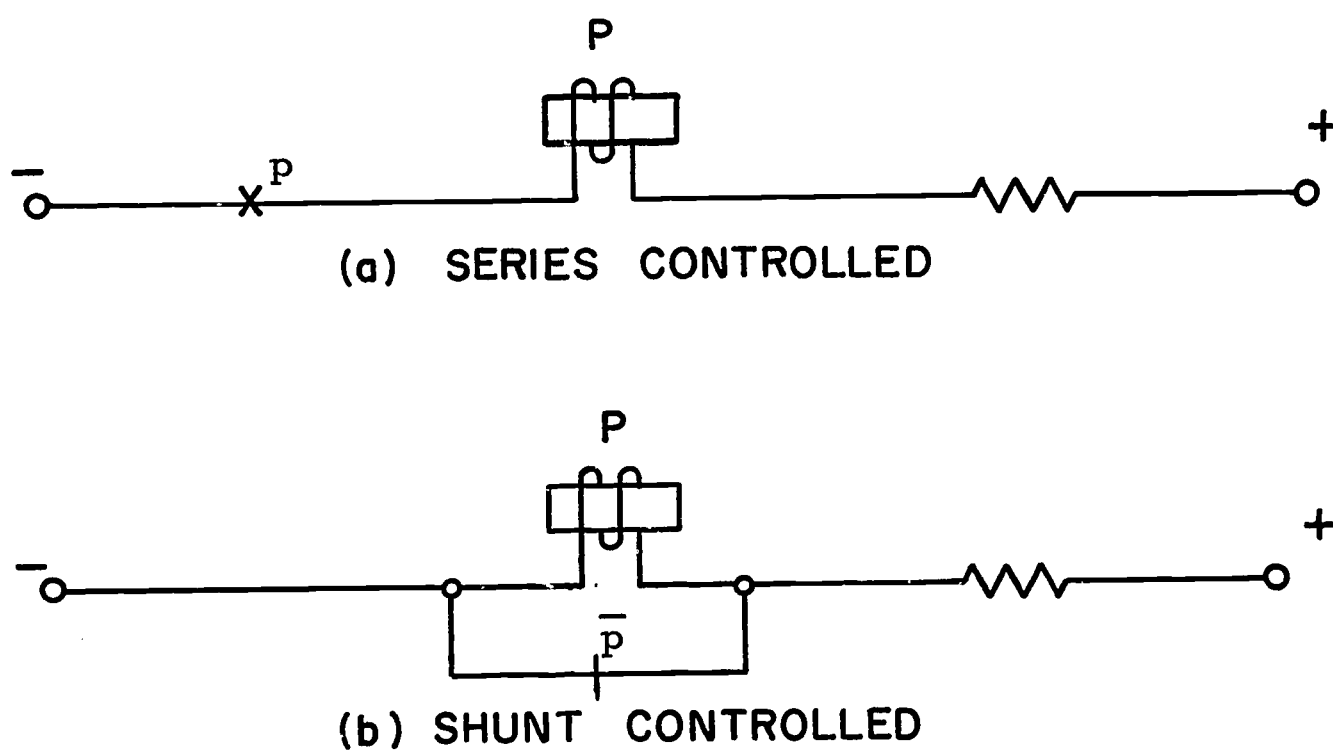 P
− p +
(a) SERIES CONTROLLED
P
− +
p̄
(b) SHUNT CONTROLLED